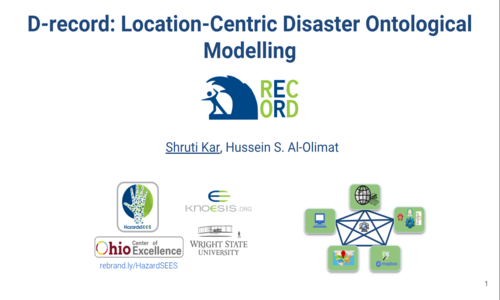 D-record: Location-Centric Disaster Ontological
Modelling
REC
ORD
Shruti Kar, Hussein S. Al-Olimat
HazardSEES
KNOESIS.ORG
Ohio Center of Excellence
WRIGHT STATE
UNIVERSITY
rebrand.ly/HazardSEES
1